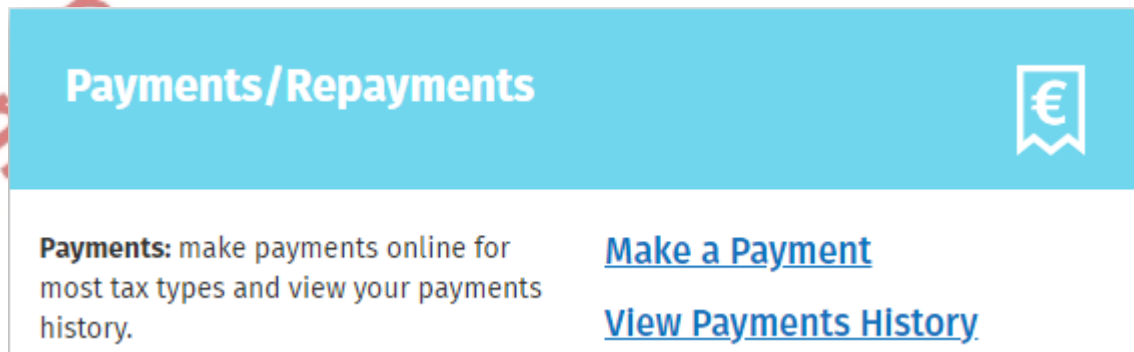 Payments/Repayments
€
Payments: make payments online for
most tax types and view your payments
history.
Make a Payment
View Payments History